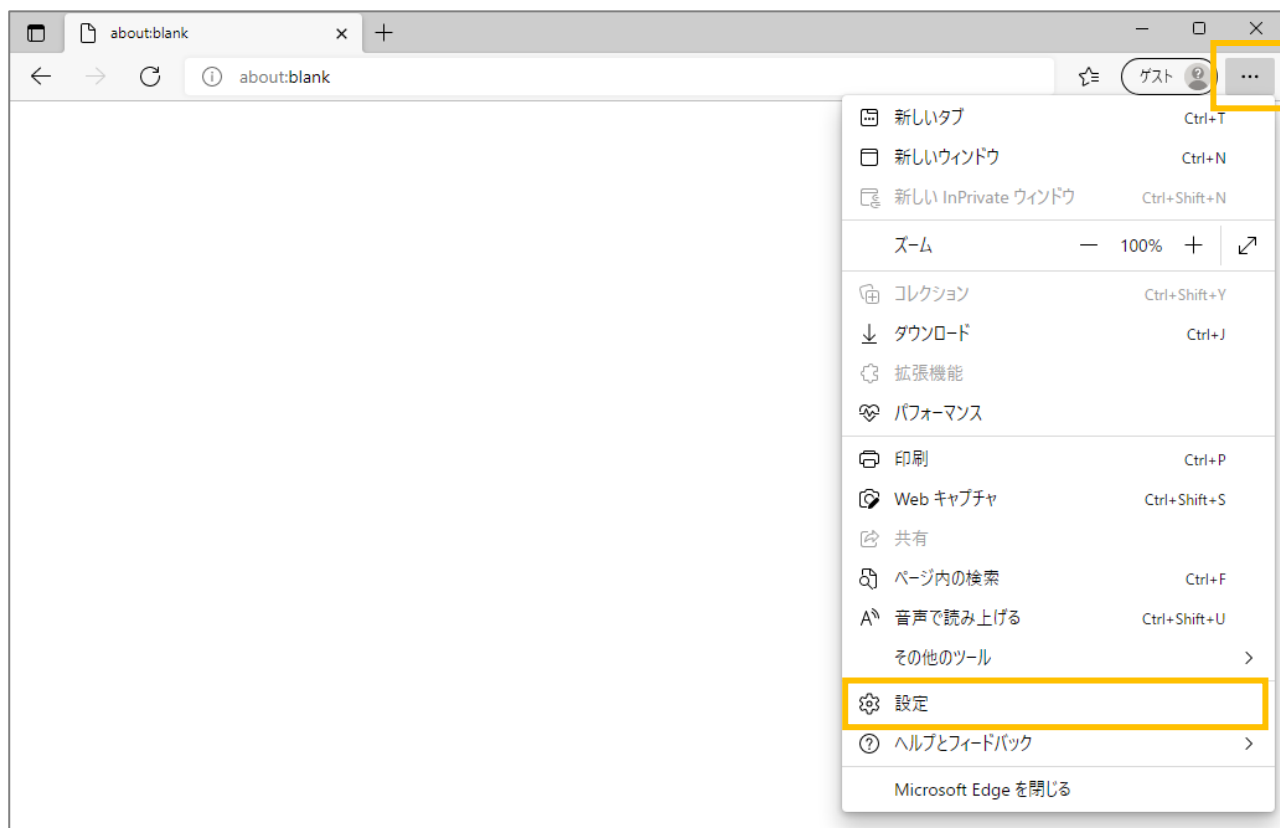 about:blank
about:blank
ゲスト
新しいタブ Ctrl+T
新しいウィンドウ Ctrl+N
新しい InPrivate ウィンドウ Ctrl+Shift+N
ズーム 100%
コレクション Ctrl+Shift+Y
ダウンロード Ctrl+J
拡張機能
パフォーマンス
印刷 Ctrl+P
Web キャプチャ Ctrl+Shift+S
共有
ページ内の検索 Ctrl+F
音声で読み上げる Ctrl+Shift+U
その他のツール
設定
ヘルプとフィードバック
Microsoft Edge を閉じる